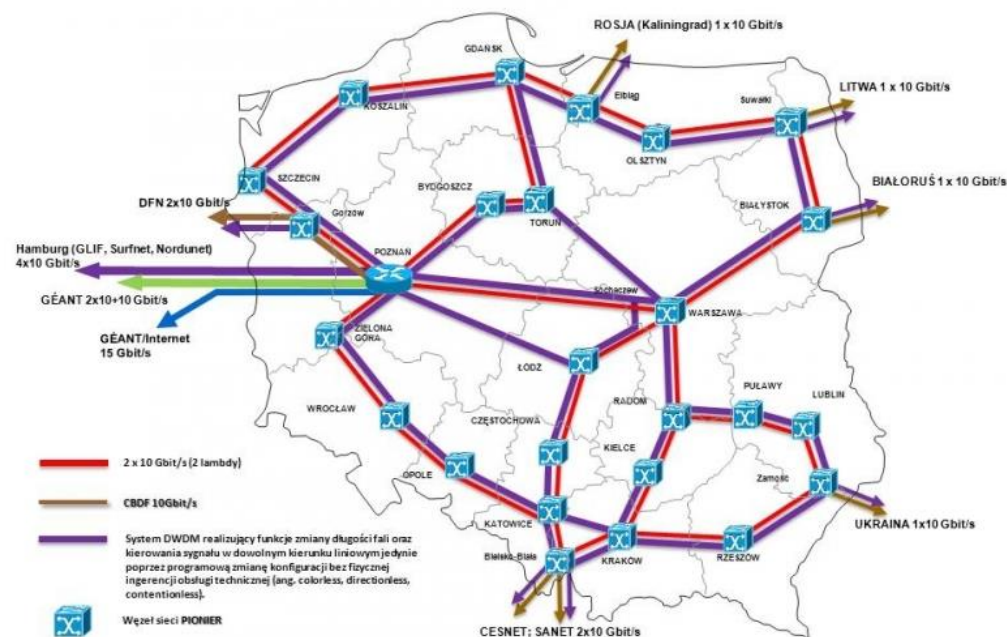 ROSJA (Kaliningrad) 1 x 10 Gbit/s
GDAŃSK
KOSZALIN
Elbląg
Suwałki
LITWA 1 x 10 Gbit/s
OLSZTYN
SZCZECIN
BYDGOSZCZ
TORUŃ
BIAŁORUŚ 1 x 10 Gbit/s
BIAŁYSTOK
DFN 2x10 Gbit/s
Gorzów
POZNAŃ
Hamburg (GLIF, Surfnet, Nordunet)
4x10 Gbit/s
GÉANT 2x10+10 Gbit/s
Sochaczew
WARSZAWA
GÉANT/Internet
15 Gbit/s
ZIELONA
GÓRA
ŁÓDŹ
WROCŁAW
CZĘSTOCHOWA
RADOM
PUŁAWY
LUBLIN
KIELCE
OPOLE
Zamość
KATOWICE
UKRAINA 1x10 Gbit/s
Bielsko-Biała
KRAKÓW
RZESZÓW
CESNET; SANET 2x10 Gbit/s
2 x 10 Gbit/s (2 lambdy)
CBDF 10Gbit/s
System DWDM realizujący funkcje zmiany długości fali oraz
kierowania sygnału w dowolnym kierunku liniowym jedynie
poprzez programową zmianę konfiguracji bez fizycznej
ingerencji obsługi technicznej (ang. colorless, directionless,
contentionless).
Węzeł sieci PIONIER